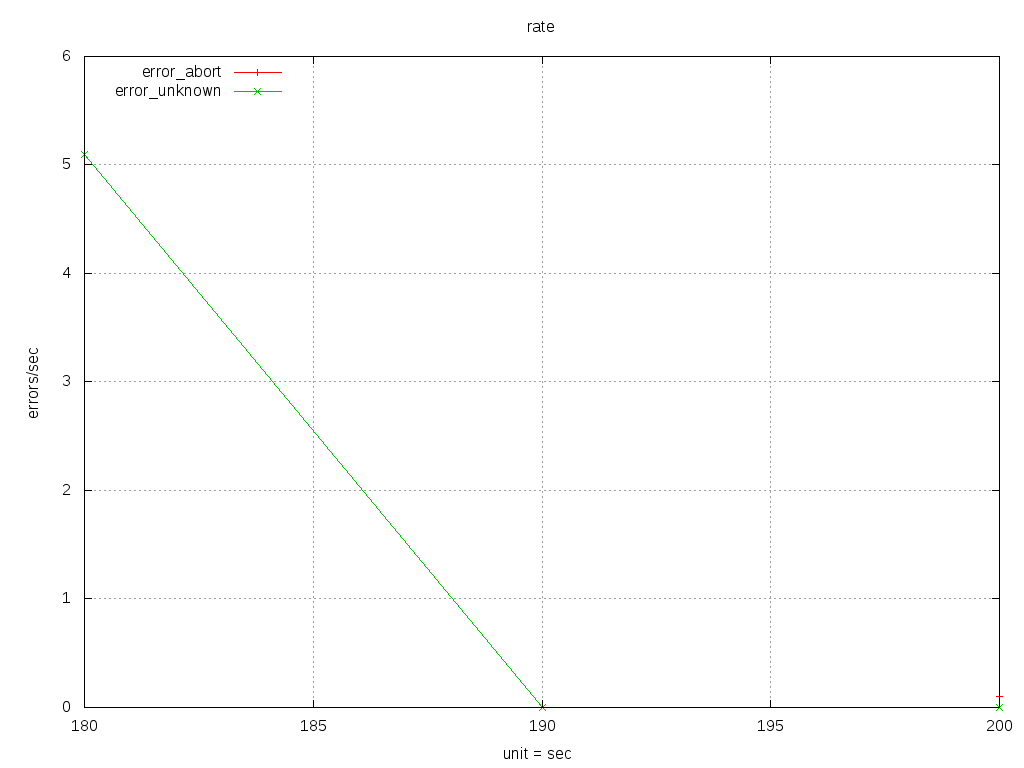 rate
error_abort
error_unknown
6
5
4
3
2
1
0
errors/sec
180 185 190 195 200
unit = sec